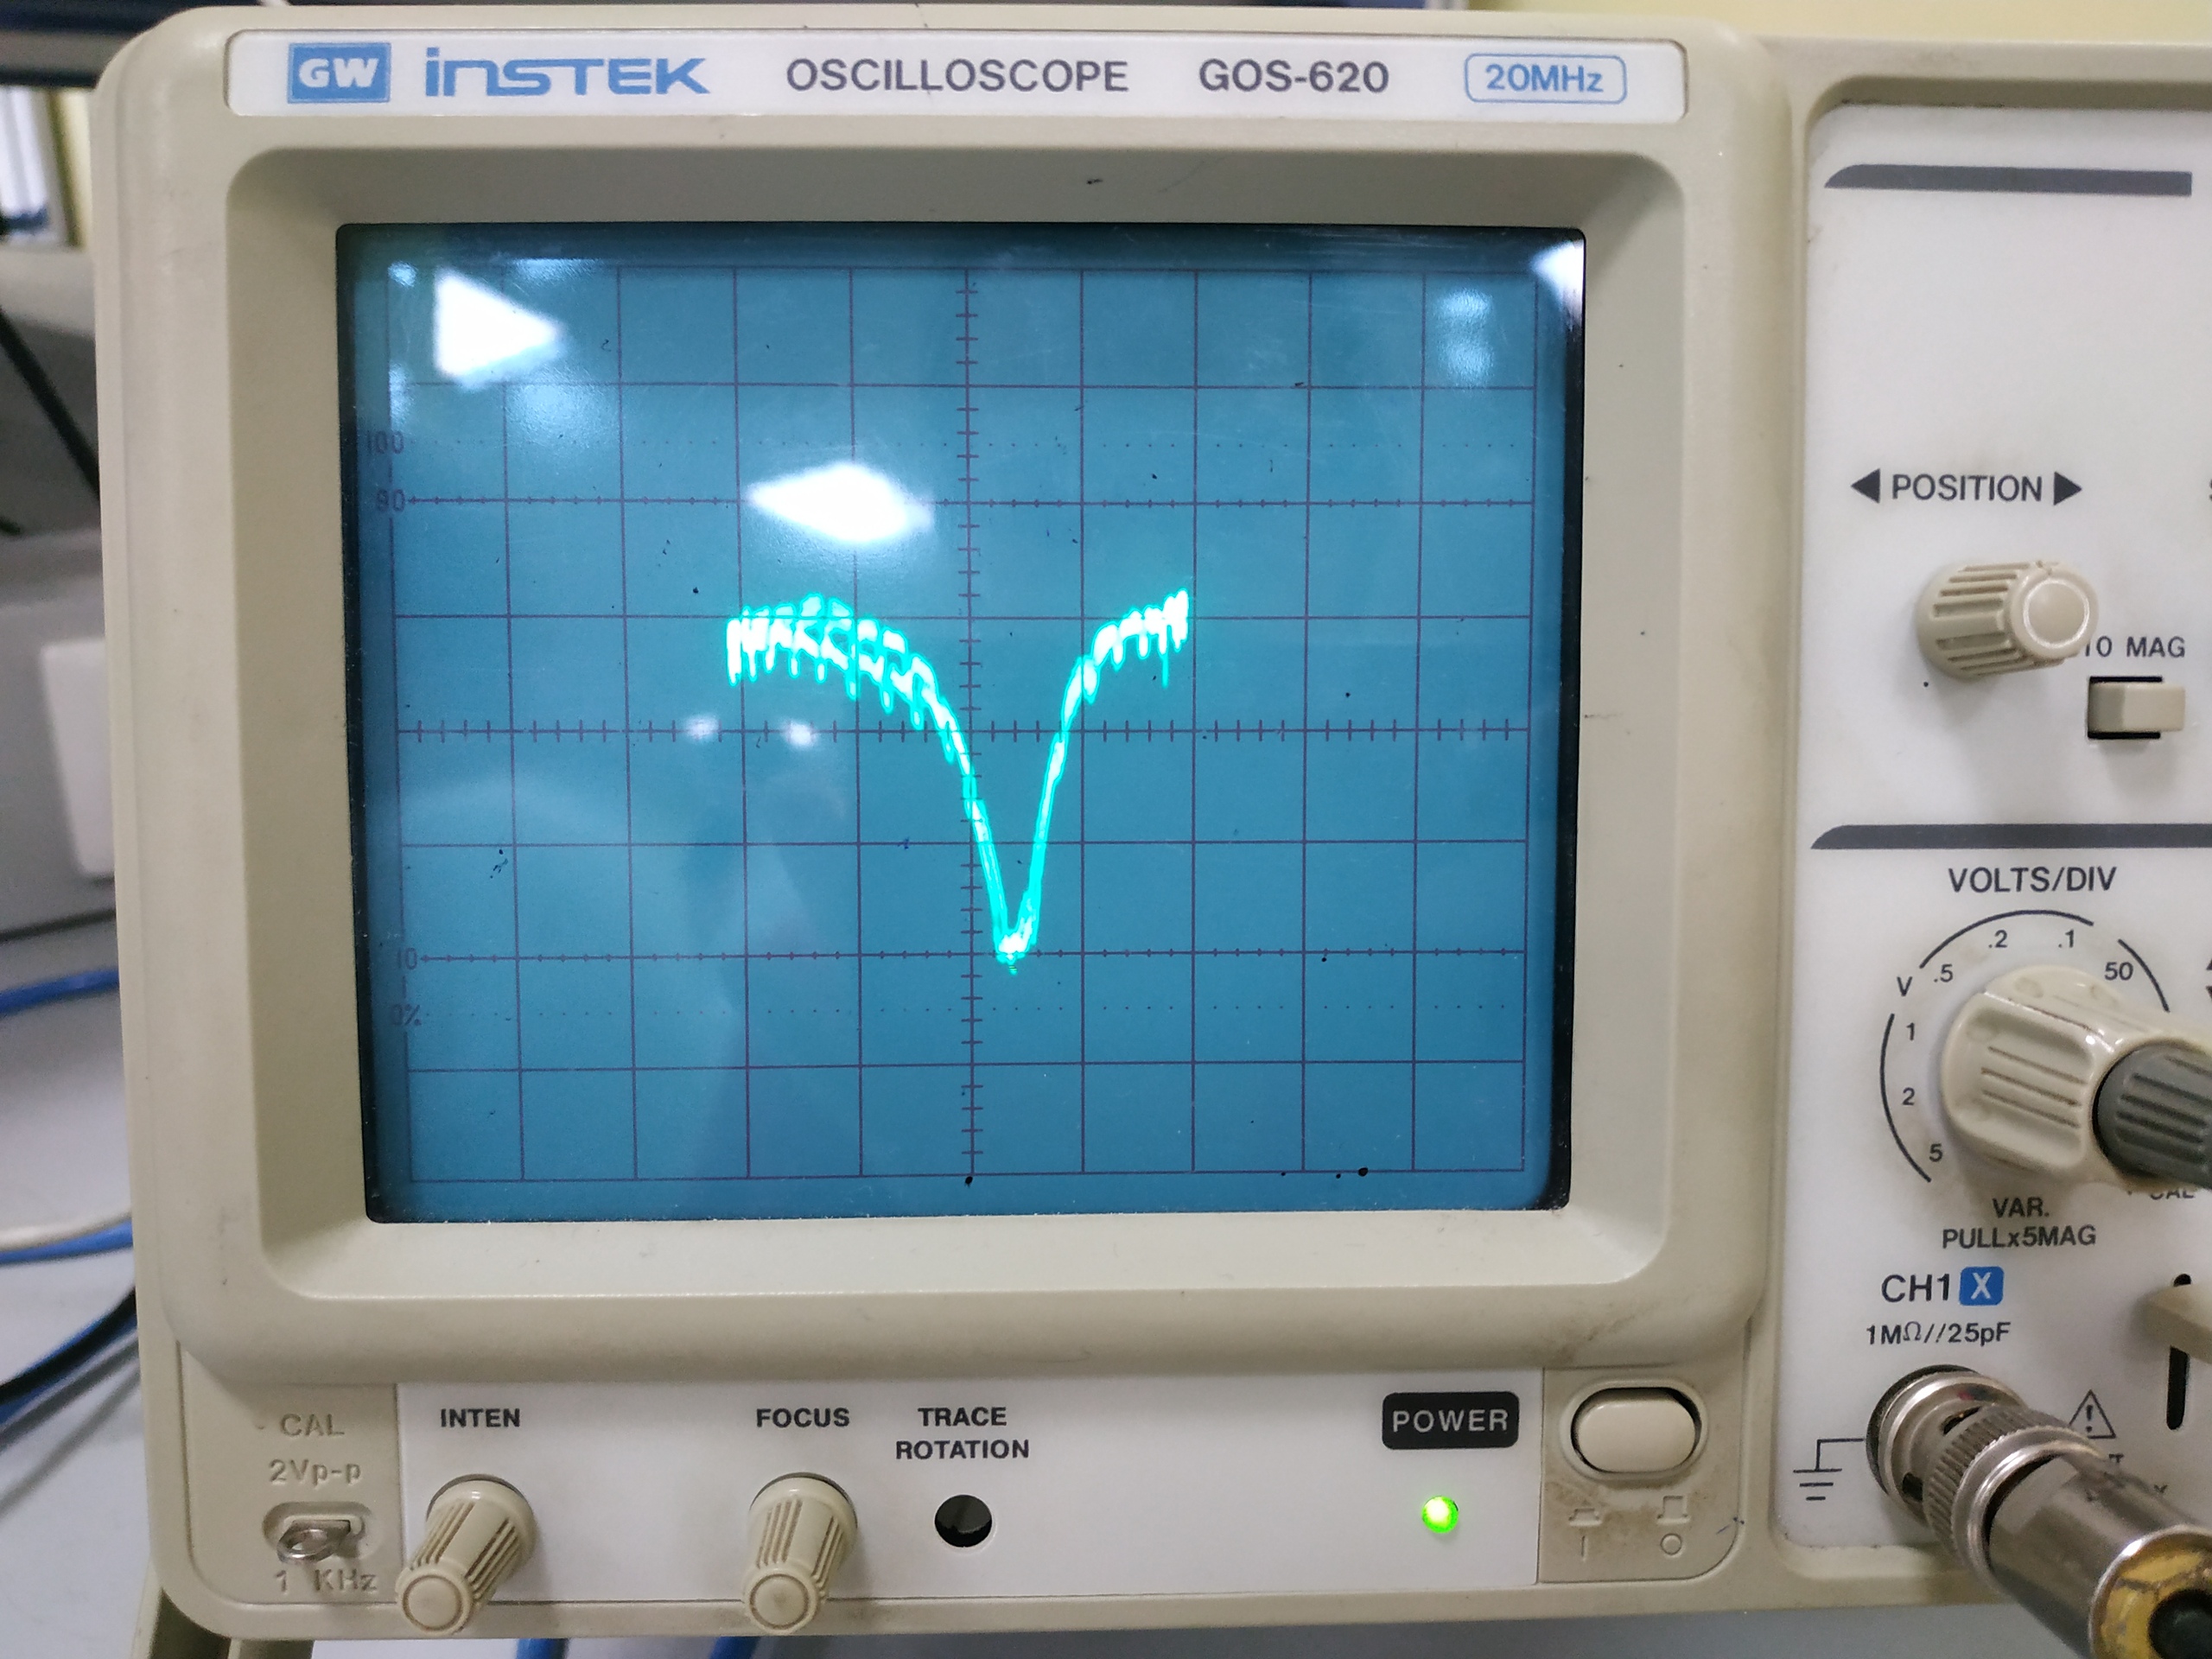 GW INSTEK OSCILLOSCOPE GOS-620 20MHz
100
90
10
0%
◀ POSITION ▶
10 MAG
VOLTS/DIV
.2 .1
V .5 50
1
2
5
CAL
VAR.
PULLx5MAG
CH1 X
1MΩ//25pF
CAL
2Vp-p
1 KHz
INTEN
FOCUS
TRACE
ROTATION
POWER